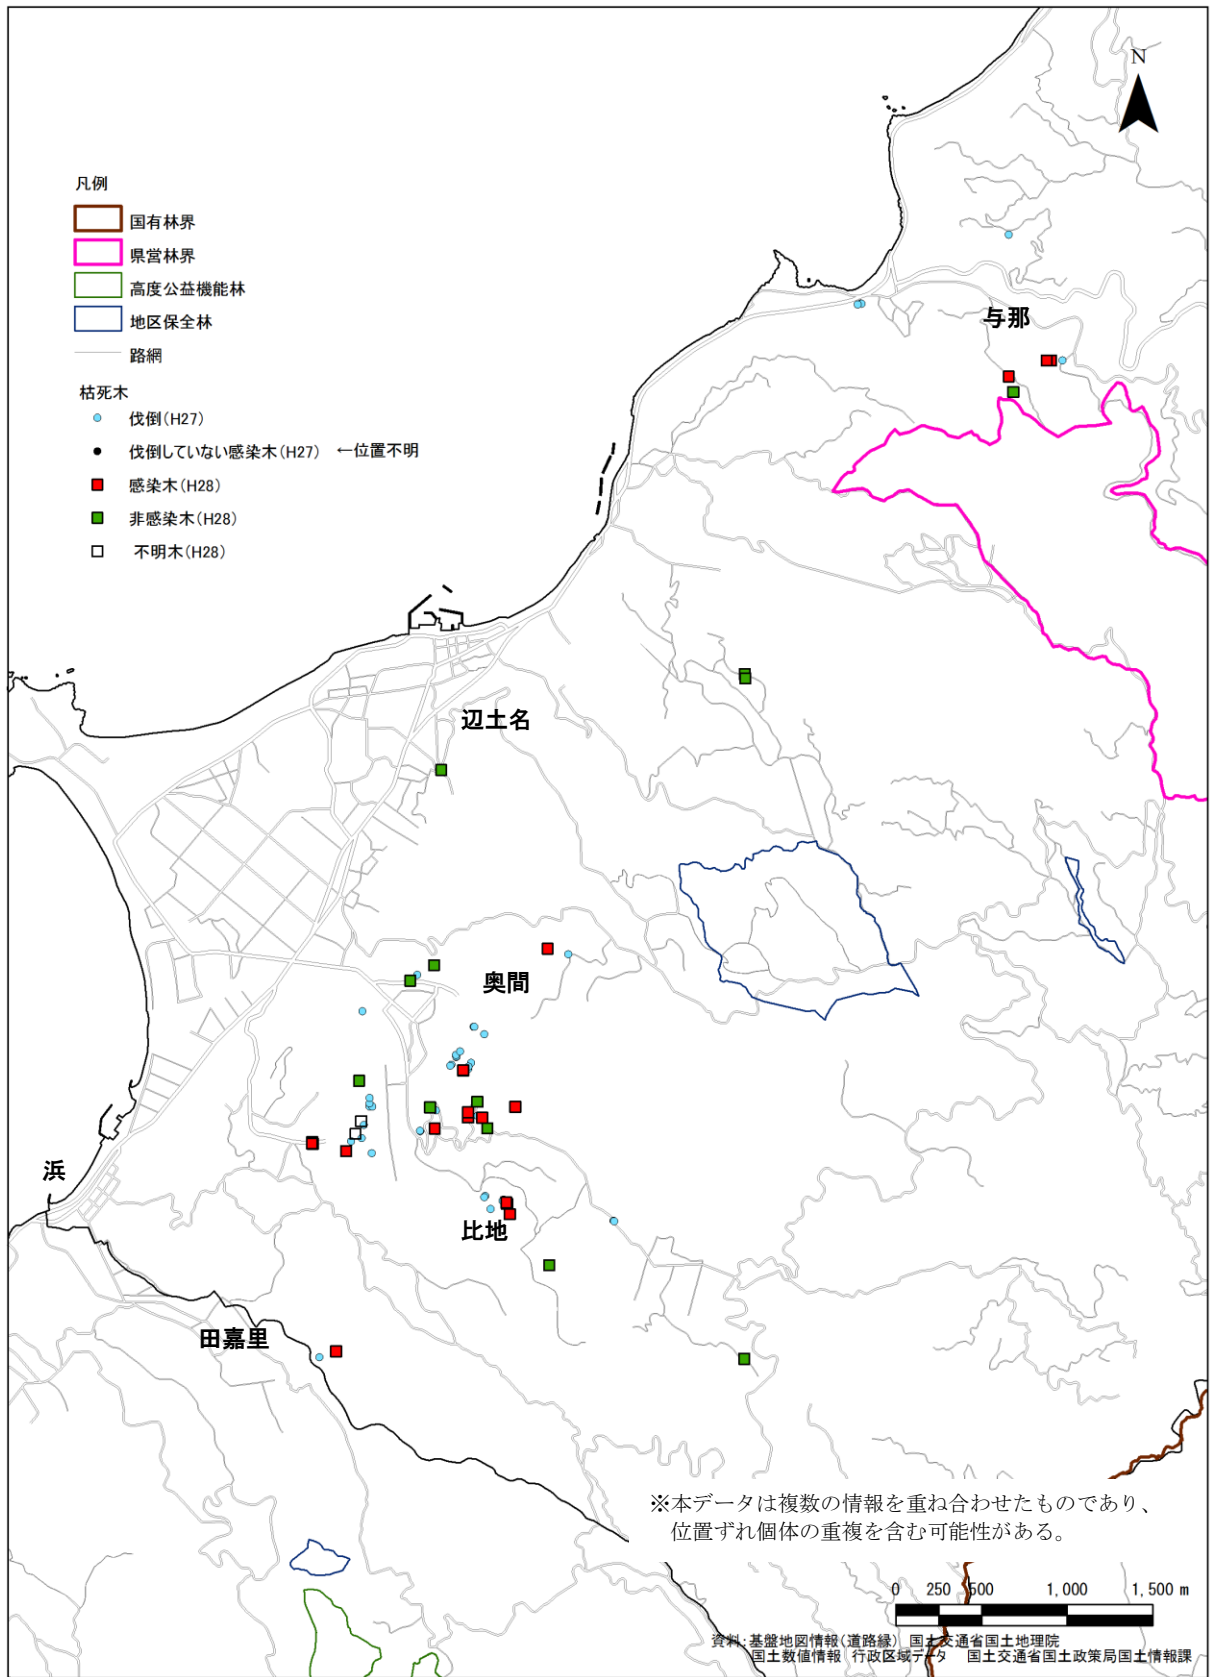 N
凡例
国有林界
県営林界
高度公益機能林
地区保全林
路網
枯死木
伐倒(H27)
伐倒していない感染木(H27) ←位置不明
感染木(H28)
非感染木(H28)
不明木(H28)
与那
辺土名
奥間
浜
比地
田嘉里
※本データは複数の情報を重ね合わせたものであり、
位置ずれ個体の重複を含む可能性がある。
0 250 500 1,000 1,500 m
資料:基盤地図情報(道路縁) 国土交通省国土地理院
国土数値情報 行政区域データ 国土交通省国土政策局国土情報課